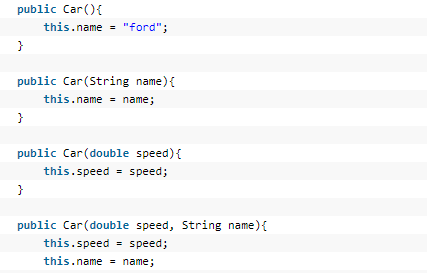 public Car(){
this.name = "ford";
}
public Car(String name){
this.name = name;
}
public Car(double speed){
this.speed = speed;
}
public Car(double speed, String name){
this.speed = speed;
this.name = name;